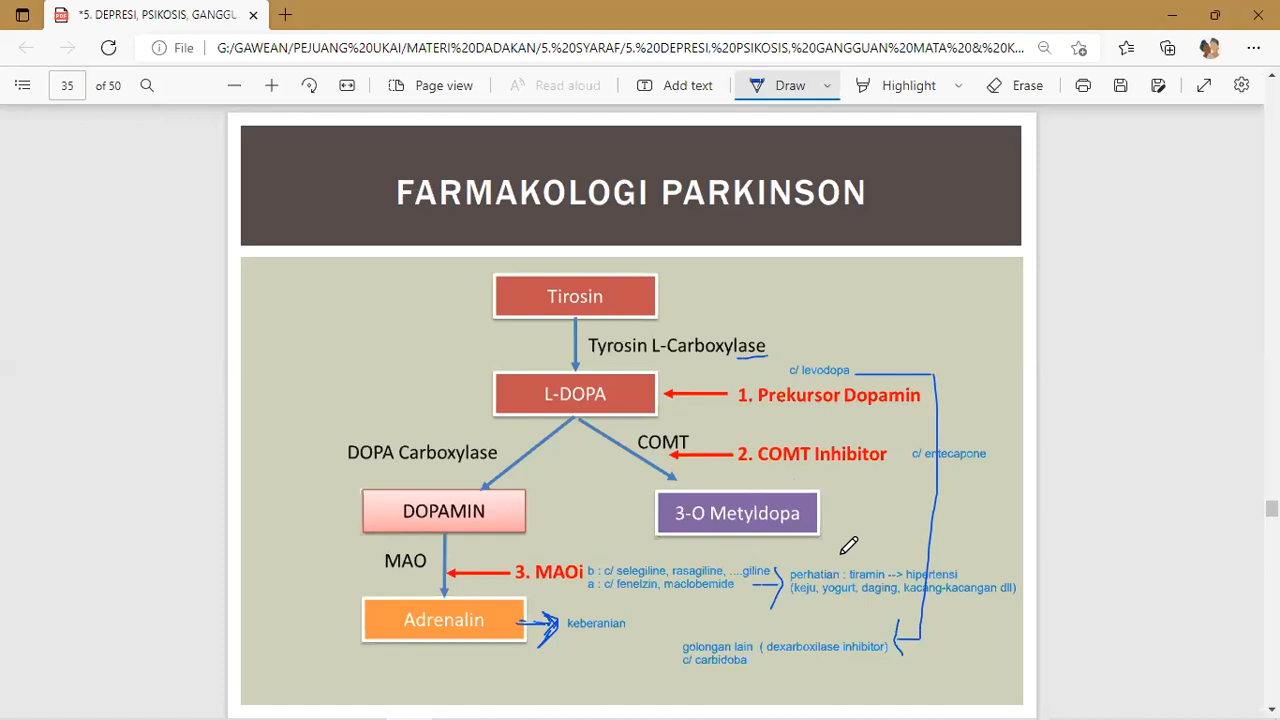 *5. DEPRESI, PSIKOSIS, GANGGU
File
G:/GAWEAN/PEJUANG%20UKAI/MATERI%20DADAKAN/5.%20SYARAF/5.%20DEPRESI,%20PSIKOSIS,%20GANGGUAN%20MATA%20&%20K...
35 of 50
Page view
Read aloud
Add text
Draw
Highlight
Erase
FARMAKOLOGI PARKINSON
Tirosin
Tyrosin L-Carboxylase
c/ levodopa
L-DOPA
1. Prekursor Dopamin
DOPA Carboxylase
COMT
2. COMT Inhibitor
c/ entecapone
DOPAMIN
3-O Metyldopa
MAO
3. MAOi
b : c/ selegiline, rasagiline, ....giline
a : c/ fenelzin, maclobemide
perhatian : tiramin --> hipertensi
(keju, yogurt, daging, kacang-kacangan dll)
Adrenalin
keberanian
golongan lain ( dexarboxilase inhibitor)
c/ carbidoba